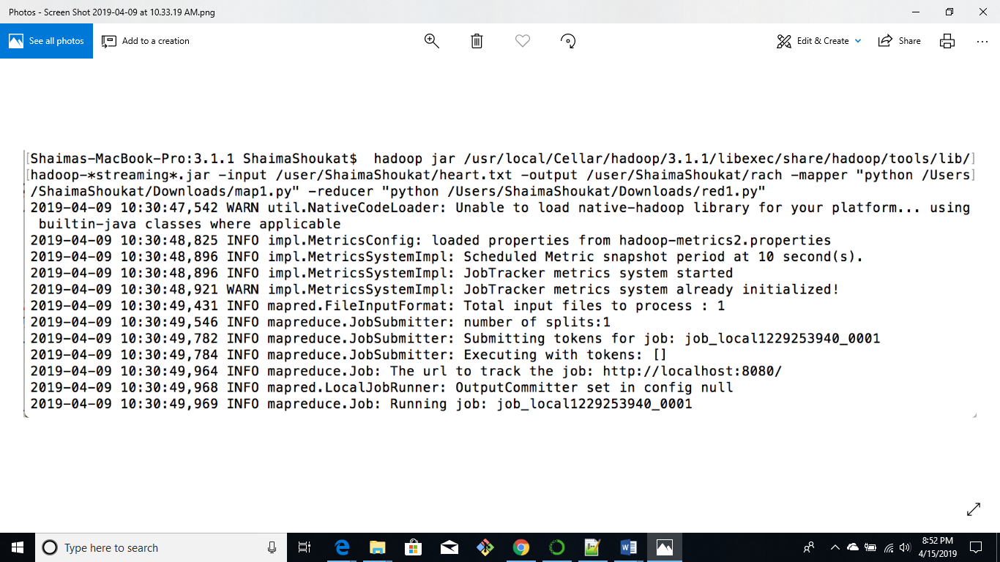 Photos - Screen Shot 2019-04-09 at 10.33.19 AM.png
See all photos
Add to a creation
Edit & Create
Share
[Shaimas-MacBook-Pro:3.1.1 ShaimaShoukat$  hadoop jar /usr/local/Cellar/hadoop/3.1.1/libexec/share/hadoop/tools/lib/]
[hadoop-*streaming*.jar -input /user/ShaimaShoukat/heart.txt -output /user/ShaimaShoukat/rach -mapper "python /Users]
/ShaimaShoukat/Downloads/map1.py" -reducer "python /Users/ShaimaShoukat/Downloads/red1.py"
2019-04-09 10:30:47,542 WARN util.NativeCodeLoader: Unable to load native-hadoop library for your platform... using
 builtin-java classes where applicable
2019-04-09 10:30:48,825 INFO impl.MetricsConfig: loaded properties from hadoop-metrics2.properties
2019-04-09 10:30:48,896 INFO impl.MetricsSystemImpl: Scheduled Metric snapshot period at 10 second(s).
2019-04-09 10:30:48,896 INFO impl.MetricsSystemImpl: JobTracker metrics system started
2019-04-09 10:30:48,921 WARN impl.MetricsSystemImpl: JobTracker metrics system already initialized!
2019-04-09 10:30:49,431 INFO mapred.FileInputFormat: Total input files to process : 1
2019-04-09 10:30:49,546 INFO mapreduce.JobSubmitter: number of splits:1
2019-04-09 10:30:49,782 INFO mapreduce.JobSubmitter: Submitting tokens for job: job_local1229253940_0001
2019-04-09 10:30:49,784 INFO mapreduce.JobSubmitter: Executing with tokens: []
2019-04-09 10:30:49,964 INFO mapreduce.Job: The url to track the job: http://localhost:8080/
2019-04-09 10:30:49,968 INFO mapred.LocalJobRunner: OutputCommitter set in config null
2019-04-09 10:30:49,969 INFO mapreduce.Job: Running job: job_local1229253940_0001
Type here to search
8:52 PM
4/15/2019